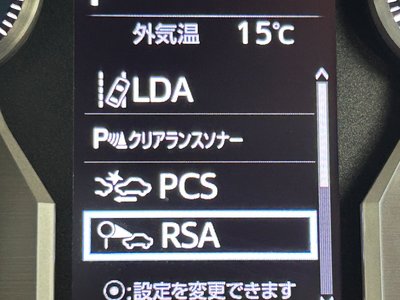 外気温 15℃
LDA
P クリアランスソナー
PCS
RSA
◎:設定を変更できます